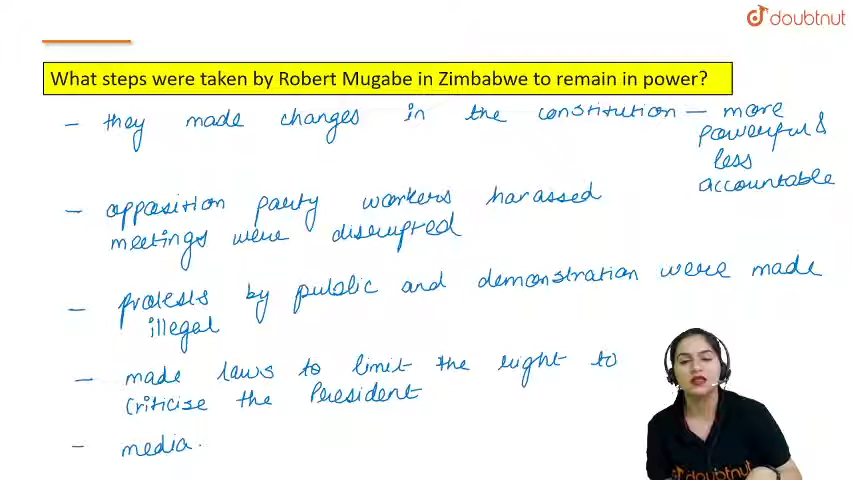 doubtnut
What steps were taken by Robert Mugabe in Zimbabwe to remain in power?
- they made changes in the constitution - more
powerful &
less
accountable
- opposition party workers harassed
meetings were disrupted
- protests by public and demonstration were made
illegal
- made laws to limit the right to
criticise the President
- media.
doubtnut